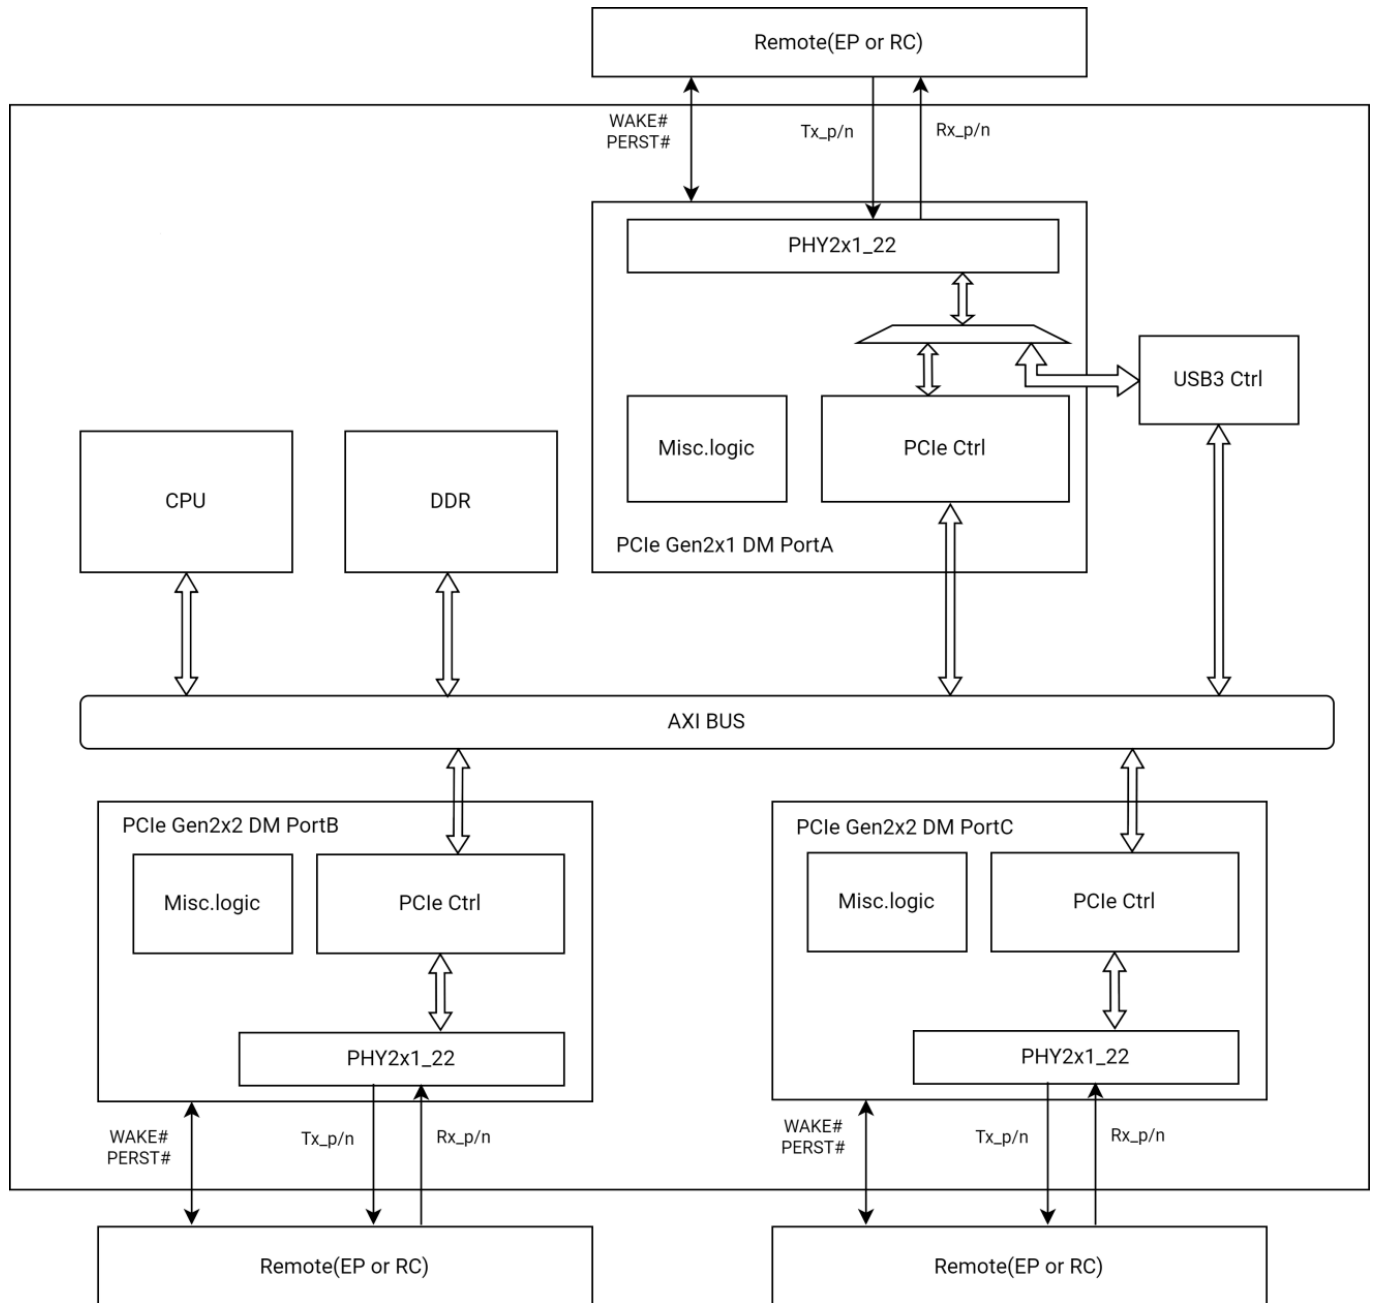 Remote(EP or RC)
WAKE#
PERST#
Tx_p/n
Rx_p/n
PHY2x1_22
USB3 Ctrl
Misc.logic
PCIe Ctrl
CPU
DDR
PCIe Gen2x1 DM PortA
AXI BUS
PCIe Gen2x2 DM PortB
Misc.logic
PCIe Ctrl
PHY2x1_22
WAKE#
PERST#
Tx_p/n
Rx_p/n
Remote(EP or RC)
PCIe Gen2x2 DM PortC
Misc.logic
PCIe Ctrl
PHY2x1_22
WAKE#
PERST#
Tx_p/n
Rx_p/n
Remote(EP or RC)